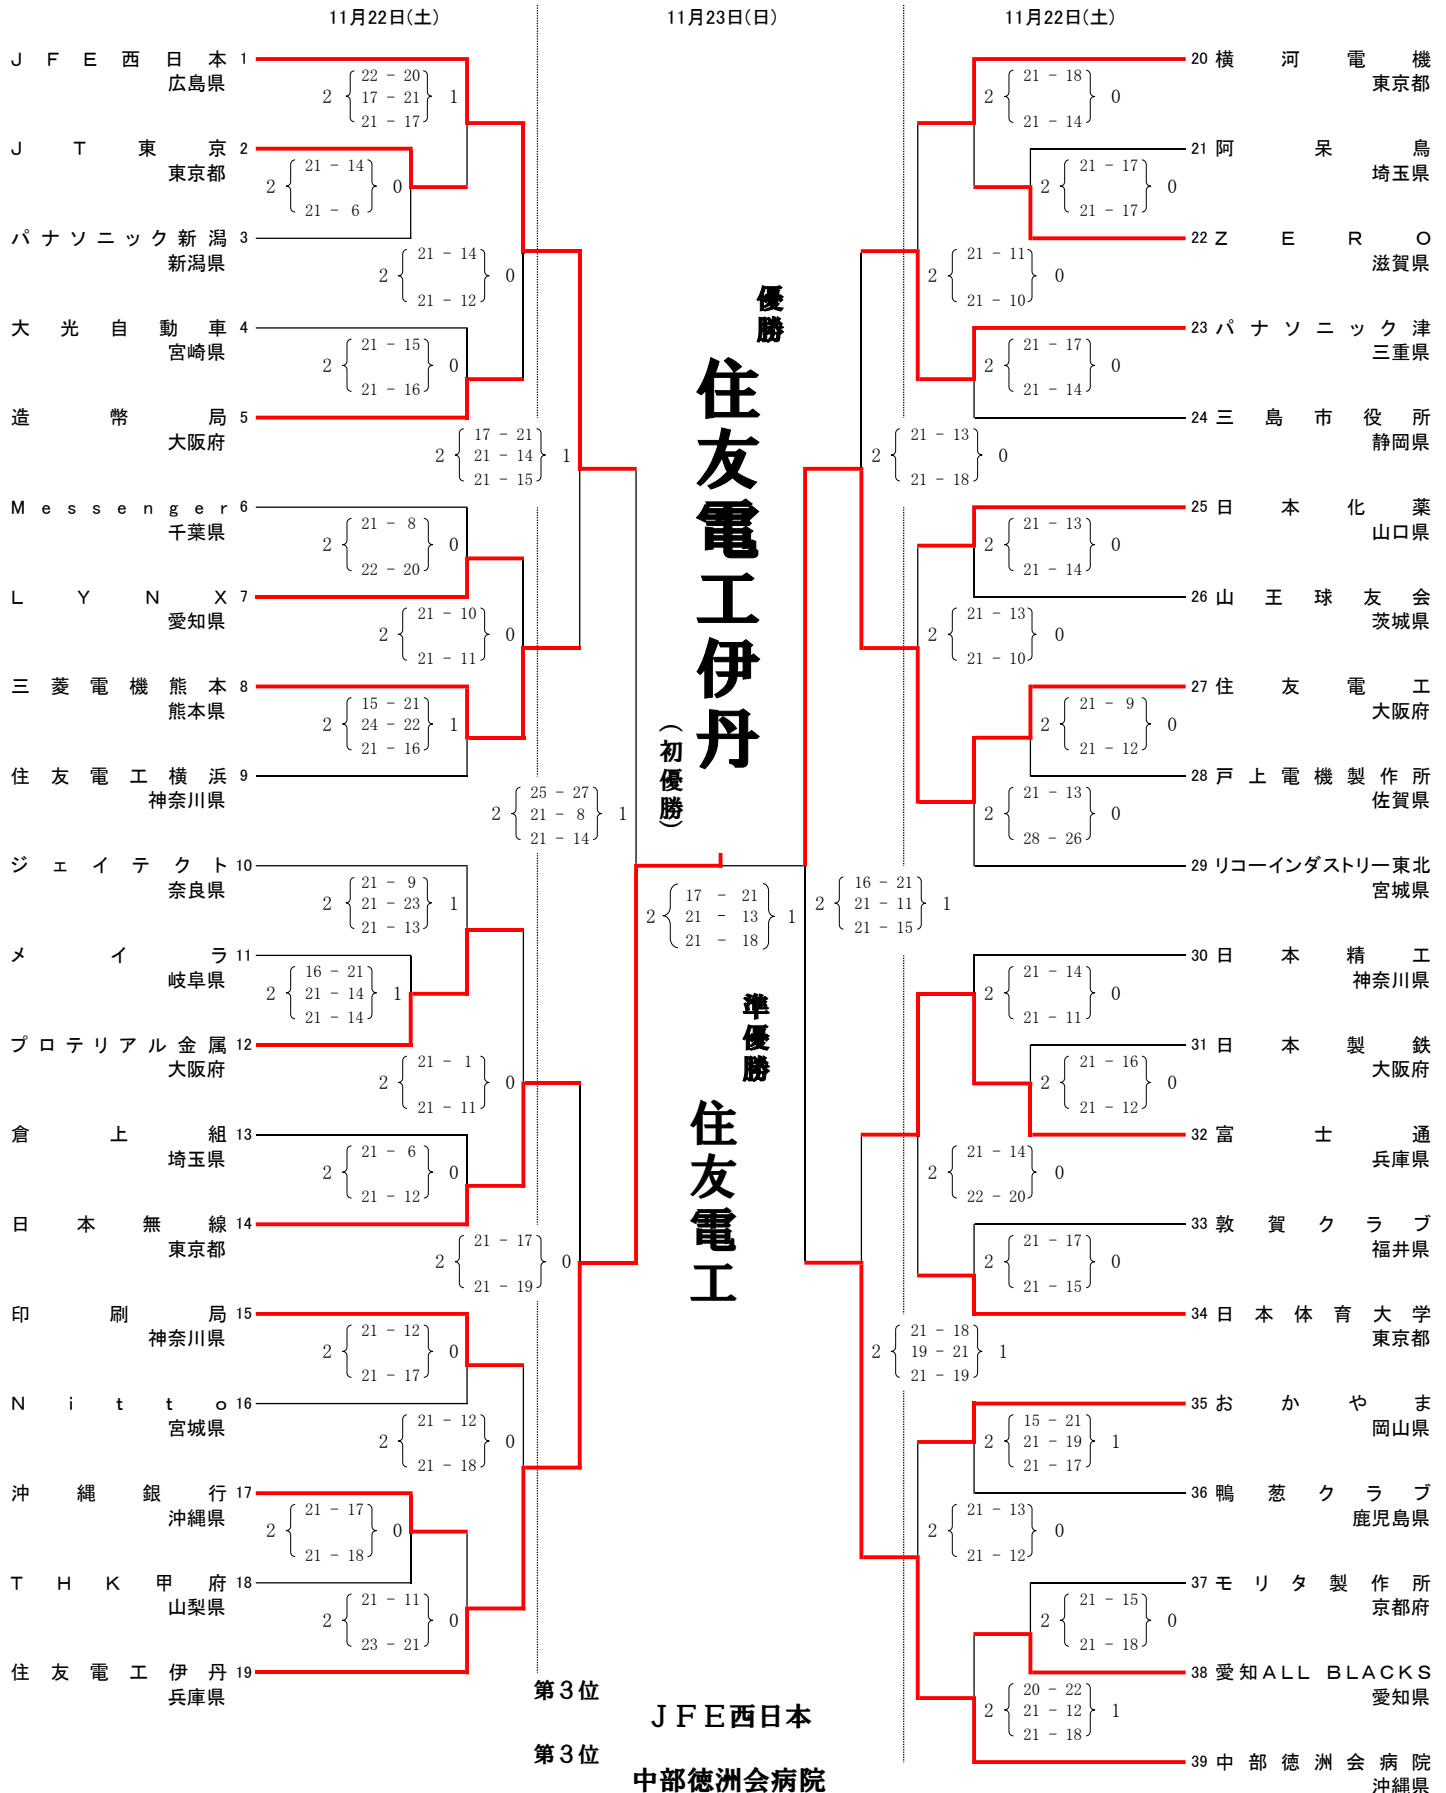 11月22日(土)
11月23日(日)
11月22日(土)
JFE西日本 1
広島県
2 22 - 20 1
17 - 21
21 - 17
JT東京 2
東京都
2 21 - 14 0
21 - 6
パナソニック新潟 3
新潟県
2 21 - 14 0
21 - 12
大光自動車 4
宮崎県
2 21 - 15 0
21 - 16
造幣局 5
大阪府
2 17 - 21 1
21 - 14
21 - 15
Messenger 6
千葉県
2 21 - 8 0
22 - 20
LYNX 7
愛知県
2 21 - 10 0
21 - 11
三菱電機熊本 8
熊本県
2 15 - 21 1
24 - 22
21 - 16
住友電工横浜 9
神奈川県
2 25 - 27 1
21 - 8
21 - 14
ジェイテクト 10
奈良県
2 21 - 9 1
21 - 23
21 - 13
メイラ 11
岐阜県
2 16 - 21 1
21 - 14
21 - 14
プロテリアル金属 12
大阪府
2 21 - 1 0
21 - 11
倉上組 13
埼玉県
2 21 - 6 0
21 - 12
日本無線 14
東京都
2 21 - 17 0
21 - 19
印刷局 15
神奈川県
2 21 - 12 0
21 - 17
Nitto 16
宮城県
2 21 - 12 0
21 - 18
沖縄銀行 17
沖縄県
2 21 - 17 0
21 - 18
THK甲府 18
山梨県
2 21 - 11 0
23 - 21
住友電工伊丹 19
兵庫県
優勝
住友電工伊丹
(初優勝)
2 17 - 21 1
21 - 13
21 - 18
準優勝
住友電工
第3位
JFE西日本
第3位
中部徳洲会病院
20 横河電機
東京都
2 21 - 18 0
21 - 14
21 阿呆鳥
埼玉県
2 21 - 17 0
21 - 17
22 ZERO
滋賀県
2 21 - 11 0
21 - 10
23 パナソニック津
三重県
2 21 - 17 0
21 - 14
24 三島市役所
静岡県
2 21 - 13 0
21 - 18
25 日本化薬
山口県
2 21 - 13 0
21 - 14
26 山王球友会
茨城県
2 21 - 13 0
21 - 10
27 住友電工
大阪府
2 21 - 9 0
21 - 12
28 戸上電機製作所
佐賀県
2 21 - 13 0
28 - 26
29 リコーインダストリー東北
宮城県
2 16 - 21 1
21 - 11
21 - 15
30 日本精工
神奈川県
2 21 - 14 0
21 - 11
31 日本製鉄
大阪府
2 21 - 16 0
21 - 12
32 富士通
兵庫県
2 21 - 14 0
22 - 20
33 敦賀クラブ
福井県
2 21 - 17 0
21 - 15
34 日本体育大学
東京都
2 21 - 18 1
19 - 21
21 - 19
35 おかやま
岡山県
2 15 - 21 1
21 - 19
21 - 17
36 鴨葱クラブ
鹿児島県
2 21 - 13 0
21 - 12
37 モリタ製作所
京都府
2 21 - 15 0
21 - 18
38 愛知ALL BLACKS
愛知県
2 20 - 22 1
21 - 12
21 - 18
39 中部徳洲会病院
沖縄県